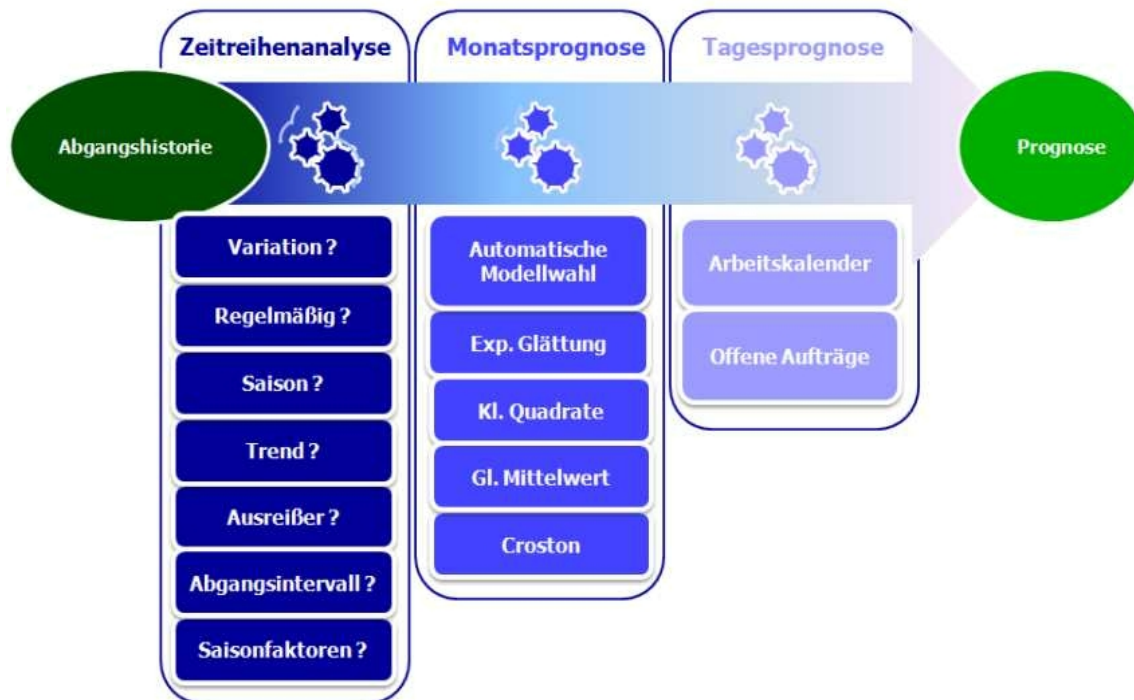 Zeitreihenanalyse
Monatsprognose
Tagesprognose
Abgangshistorie
Prognose
Variation ?
Regelmäßig ?
Saison ?
Trend ?
Ausreißer ?
Abgangsintervall ?
Saisonfaktoren ?
Automatische
Modellwahl
Exp. Glättung
Kl. Quadrate
Gl. Mittelwert
Croston
Arbeitskalender
Offene Aufträge